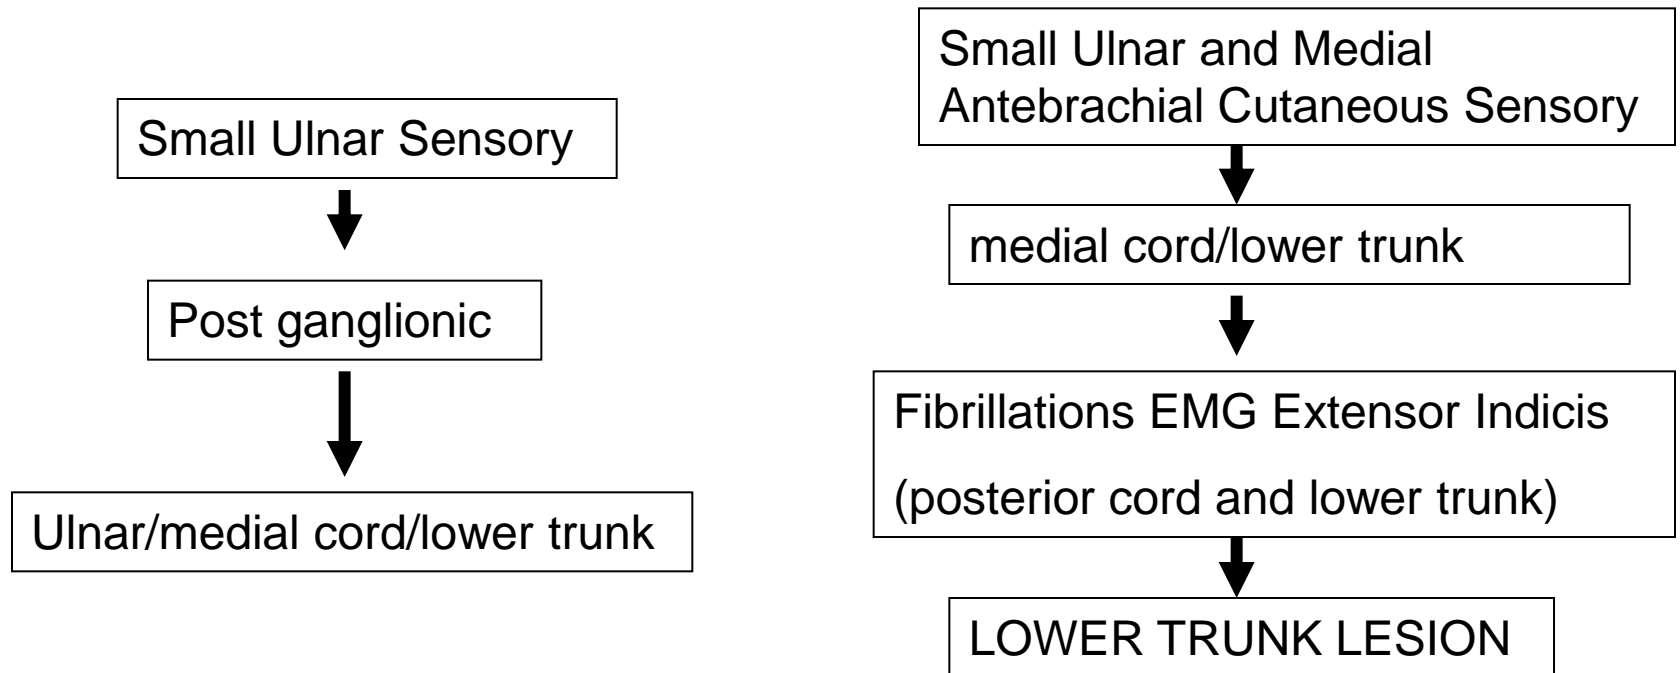 Small Ulnar Sensory
Post ganglionic
Ulnar/medial cord/lower trunk
Small Ulnar and Medial
Antebrachial Cutaneous Sensory
medial cord/lower trunk
Fibrillations EMG Extensor Indicis
(posterior cord and lower trunk)
LOWER TRUNK LESION